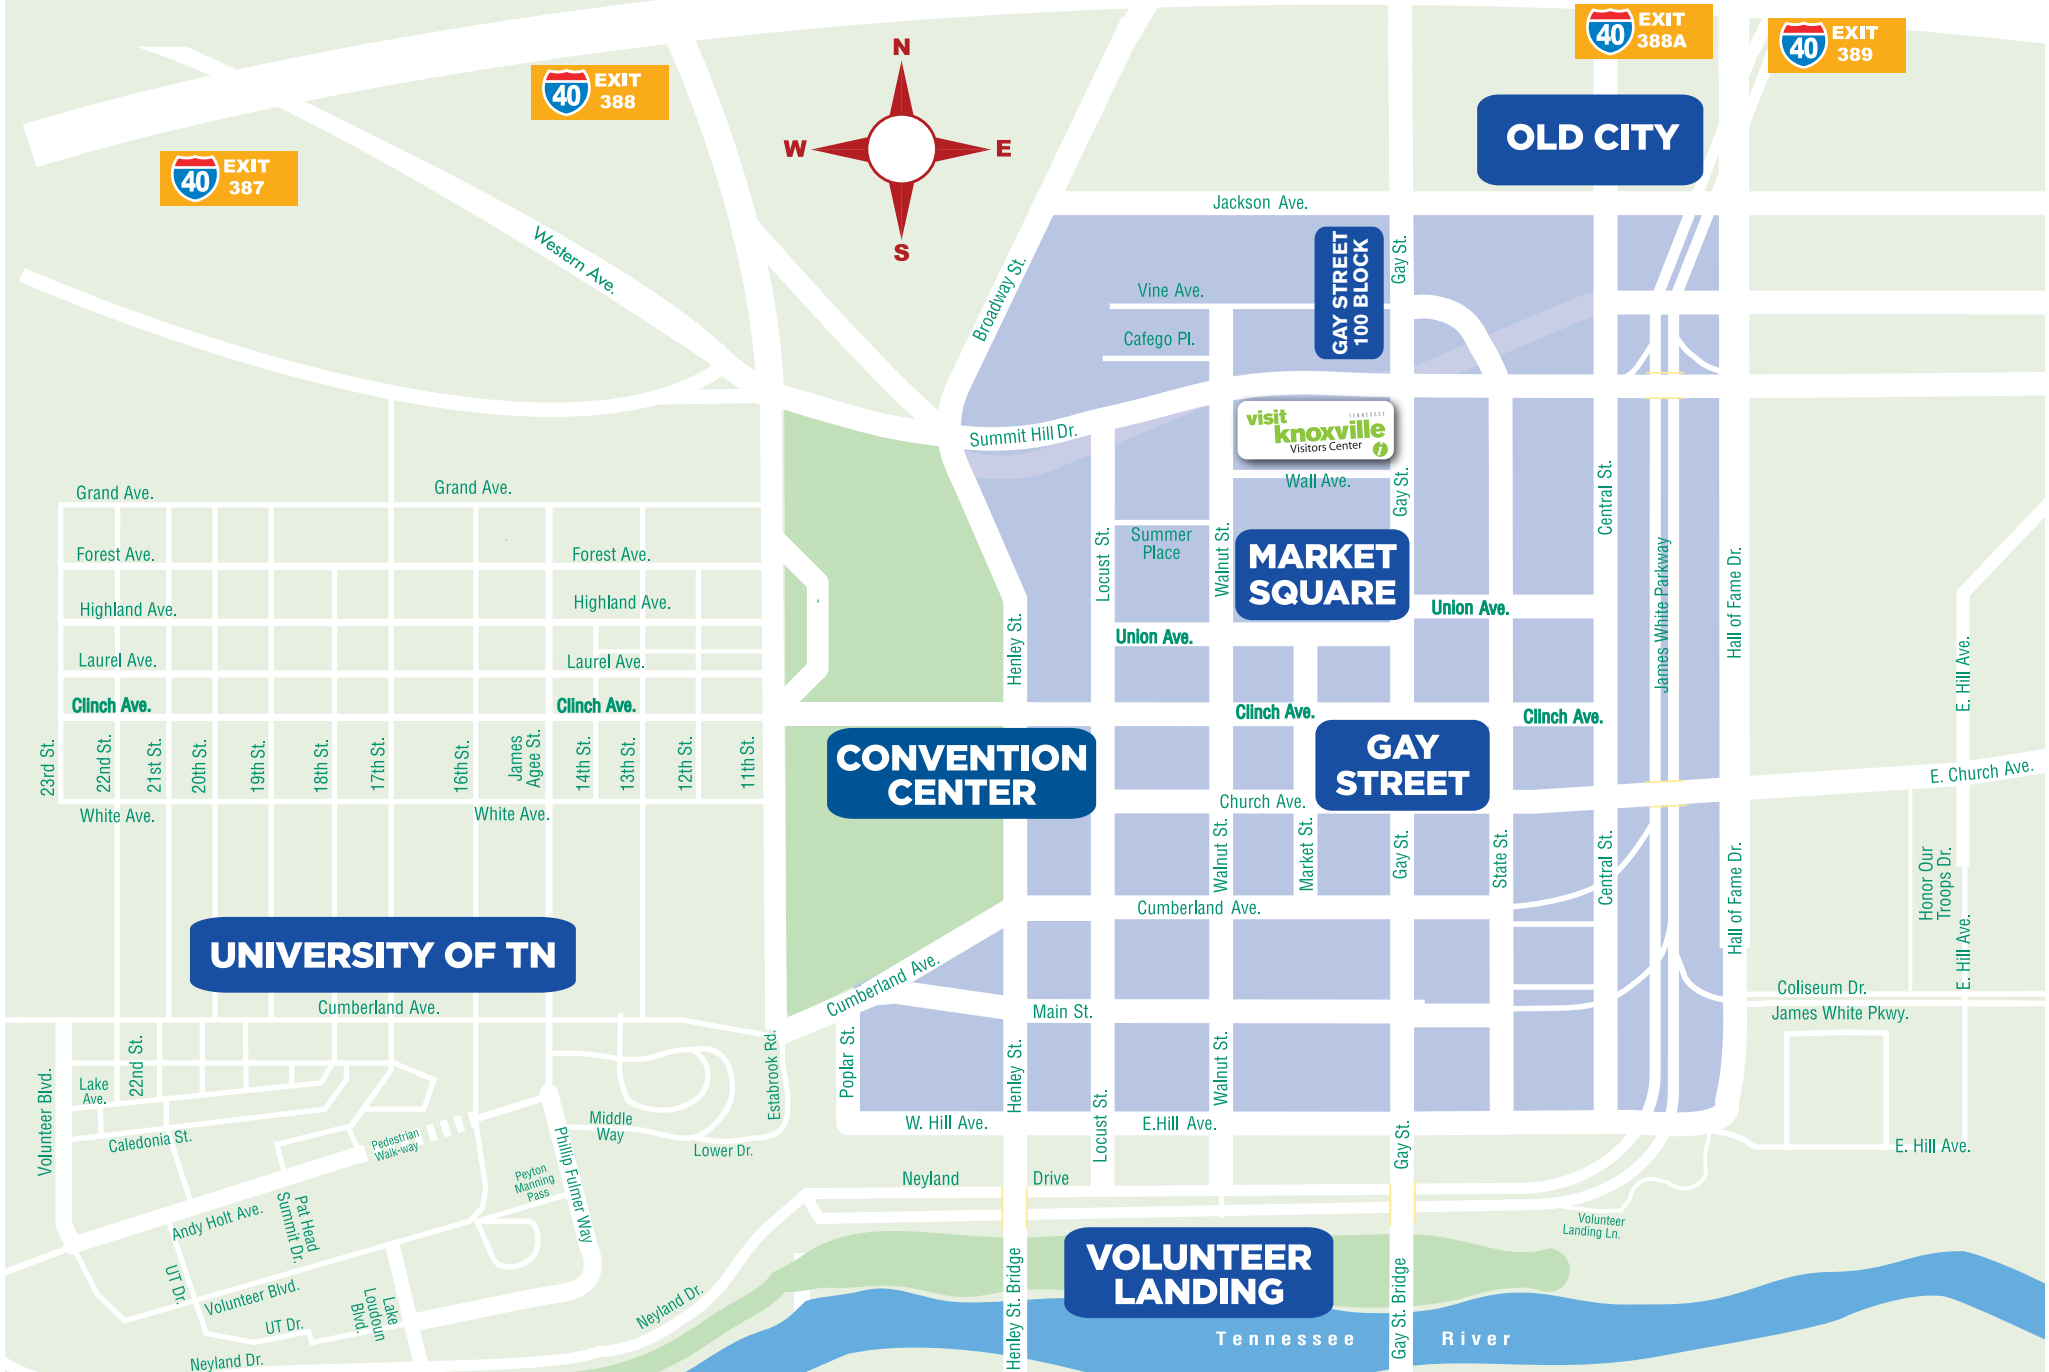 40
EXIT
388A
40
EXIT
389
N
W
E
S
40
EXIT
388
40
EXIT
387
OLD CITY
Jackson Ave.
Western Ave.
Broadway St.
GAY STREET
100 BLOCK
Gay St.
Vine Ave.
Cafego Pl.
Summit Hill Dr.
TENNESSEE
visit
knoxville
Visitors Center
i
Wall Ave.
Gay St.
Central St.
Grand Ave.
Grand Ave.
Forest Ave.
Forest Ave.
Highland Ave.
Highland Ave.
Laurel Ave.
Laurel Ave.
Clinch Ave.
Clinch Ave.
Locust St.
Summer
Place
Walnut St.
MARKET
SQUARE
Union Ave.
Union Ave.
Henley St.
James White Parkway
Hall of Fame Dr.
E. Hill Ave.
Clinch Ave.
Clinch Ave.
23rd St.
22nd St.
21st St.
20th St.
19th St.
18th St.
17th St.
16th St.
James
Agee St.
14th St.
13th St.
12th St.
11th St.
CONVENTION
CENTER
GAY
STREET
E. Church Ave.
Church Ave.
White Ave.
White Ave.
Walnut St.
Market St.
Gay St.
State St.
Central St.
Hall of Fame Dr.
Honor Our
Troops Dr.
E. Hill Ave.
Cumberland Ave.
UNIVERSITY OF TN
Cumberland Ave.
Cumberland Ave.
Main St.
Coliseum Dr.
James White Pkwy.
Volunteer Blvd.
22nd St.
Lake
Ave.
Caledonia St.
Pedestrian
Walk-way
Middle
Way
Lower Dr.
Estabrook Rd.
Poplar St.
Henley St.
Walnut St.
Locust St.
W. Hill Ave.
E.Hill Ave.
Gay St.
E. Hill Ave.
Neyland
Drive
Peyton
Manning
Pass
Phillip Fulmer Way
Andy Holt Ave.
Pat Head
Summit Dr.
UT Dr.
Volunteer Blvd.
UT Dr.
Lake
Loudoun
Blvd.
Neyland Dr.
Neyland Dr.
Volunteer
Landing Ln.
VOLUNTEER
LANDING
Henley St. Bridge
Gay St. Bridge
Tennessee River